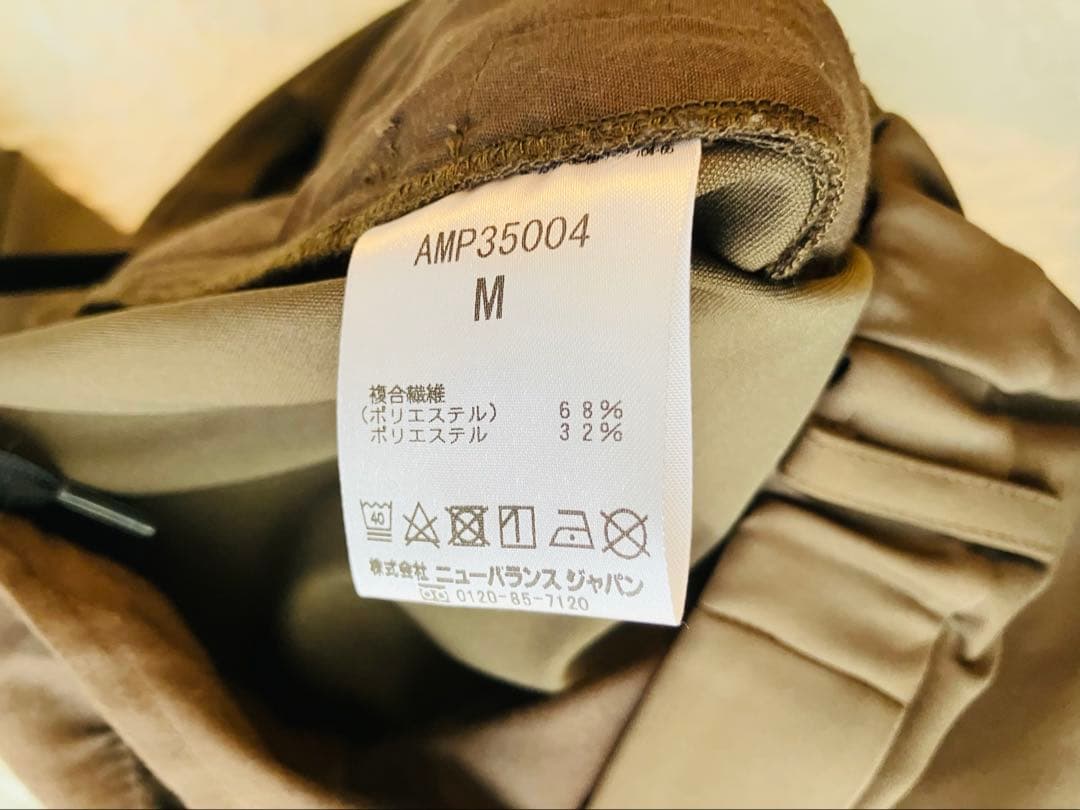 AMP35004
M
複合繊維
(ポリエステル) 68%
ポリエステル 32%
40
株式会社 ニューバランス ジャパン
0120-85-7120